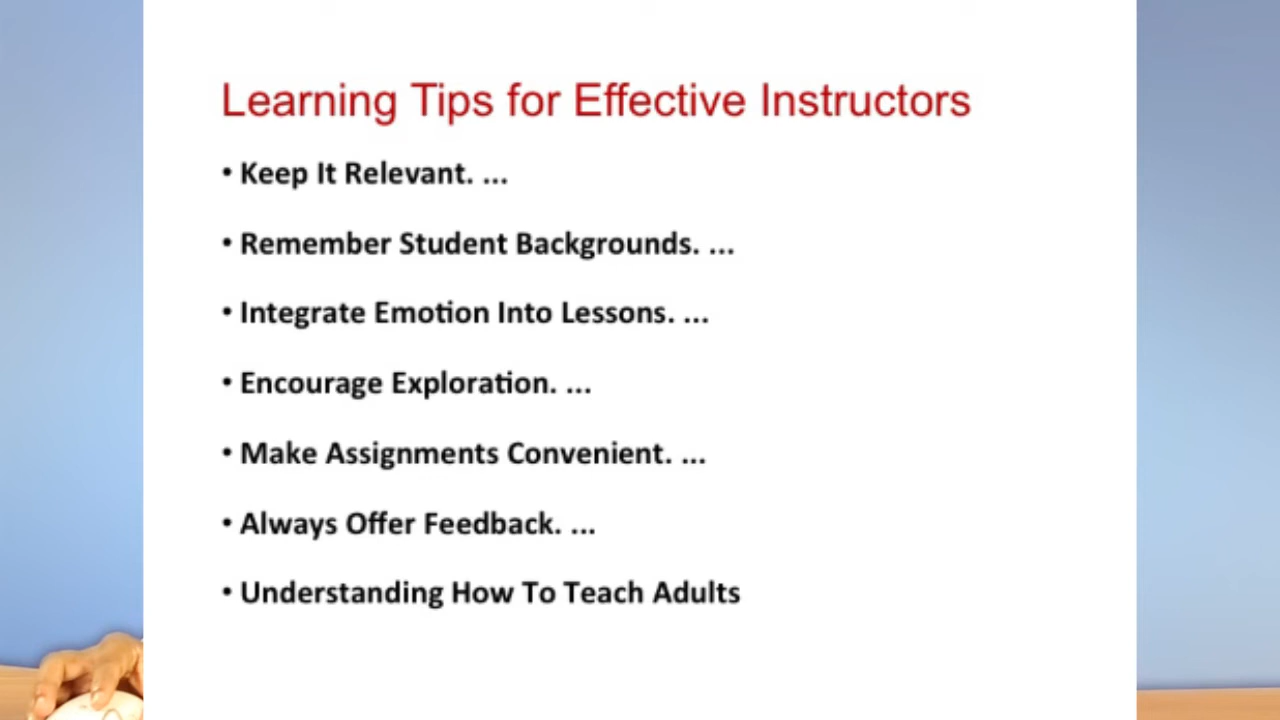 Learning Tips for Effective Instructors
• Keep It Relevant. ...
• Remember Student Backgrounds. ...
• Integrate Emotion Into Lessons. ...
• Encourage Exploration. ...
• Make Assignments Convenient. ...
• Always Offer Feedback. ...
• Understanding How To Teach Adults